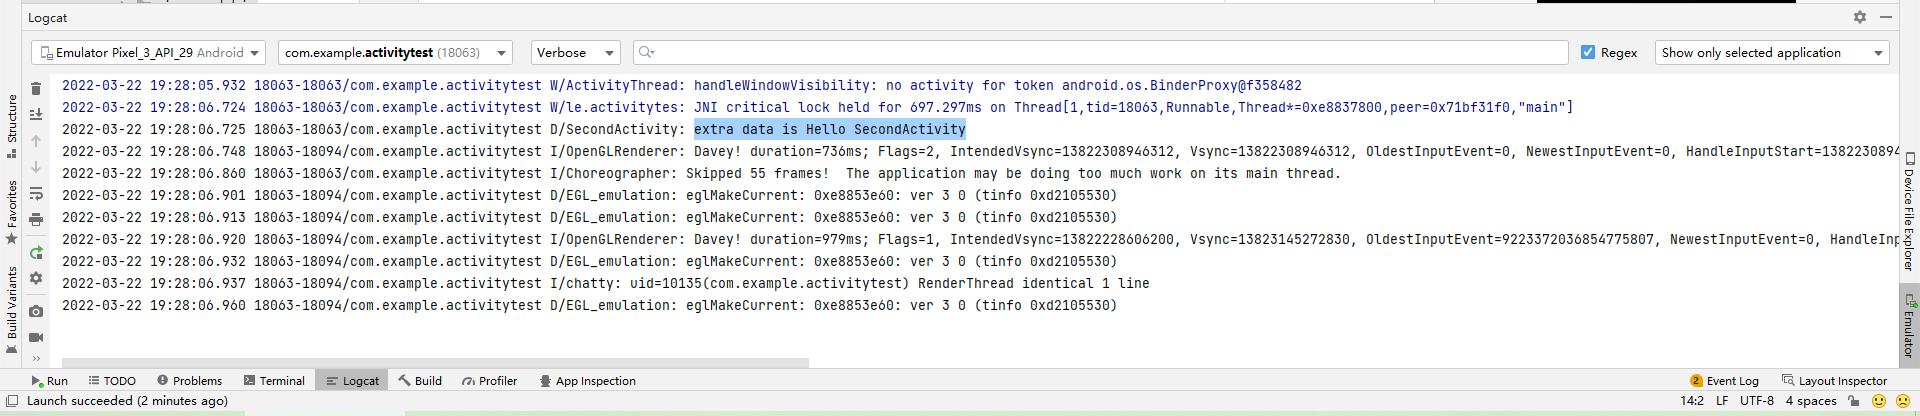 Logcat
Emulator Pixel_3_API_29 Android
com.example.activitytest (18063)
Verbose
Regex
Show only selected application
2022-03-22 19:28:05.932 18063-18063/com.example.activitytest W/ActivityThread: handleWindowVisibility: no activity for token android.os.BinderProxy@f358482
2022-03-22 19:28:06.724 18063-18063/com.example.activitytest W/le.activitytes: JNI critical lock held for 697.297ms on Thread[1,tid=18063,Runnable,Thread*=0xe8837800,peer=0x71bf31f0,"main"]
2022-03-22 19:28:06.725 18063-18063/com.example.activitytest D/SecondActivity: extra data is Hello SecondActivity
2022-03-22 19:28:06.748 18063-18094/com.example.activitytest I/OpenGLRenderer: Davey! duration=736ms; Flags=2, IntendedVsync=13822308946312, Vsync=13822308946312, OldestInputEvent=0, NewestInputEvent=0, HandleInputStart=1382230894
2022-03-22 19:28:06.860 18063-18063/com.example.activitytest I/Choreographer: Skipped 55 frames!  The application may be doing too much work on its main thread.
2022-03-22 19:28:06.901 18063-18094/com.example.activitytest D/EGL_emulation: eglMakeCurrent: 0xe8853e60: ver 3 0 (tinfo 0xd2105530)
2022-03-22 19:28:06.913 18063-18094/com.example.activitytest D/EGL_emulation: eglMakeCurrent: 0xe8853e60: ver 3 0 (tinfo 0xd2105530)
2022-03-22 19:28:06.920 18063-18094/com.example.activitytest I/OpenGLRenderer: Davey! duration=979ms; Flags=1, IntendedVsync=13822228606200, Vsync=13823145272830, OldestInputEvent=9223372036854775807, NewestInputEvent=0, HandleInp
2022-03-22 19:28:06.932 18063-18094/com.example.activitytest D/EGL_emulation: eglMakeCurrent: 0xe8853e60: ver 3 0 (tinfo 0xd2105530)
2022-03-22 19:28:06.937 18063-18094/com.example.activitytest I/chatty: uid=10135(com.example.activitytest) RenderThread identical 1 line
2022-03-22 19:28:06.960 18063-18094/com.example.activitytest D/EGL_emulation: eglMakeCurrent: 0xe8853e60: ver 3 0 (tinfo 0xd2105530)
Structure
Favorites
Build Variants
Device File Explorer
Emulator
Run
TODO
Problems
Terminal
Logcat
Build
Profiler
App Inspection
2 Event Log
Layout Inspector
Launch succeeded (2 minutes ago)
14:2
LF
UTF-8
4 spaces